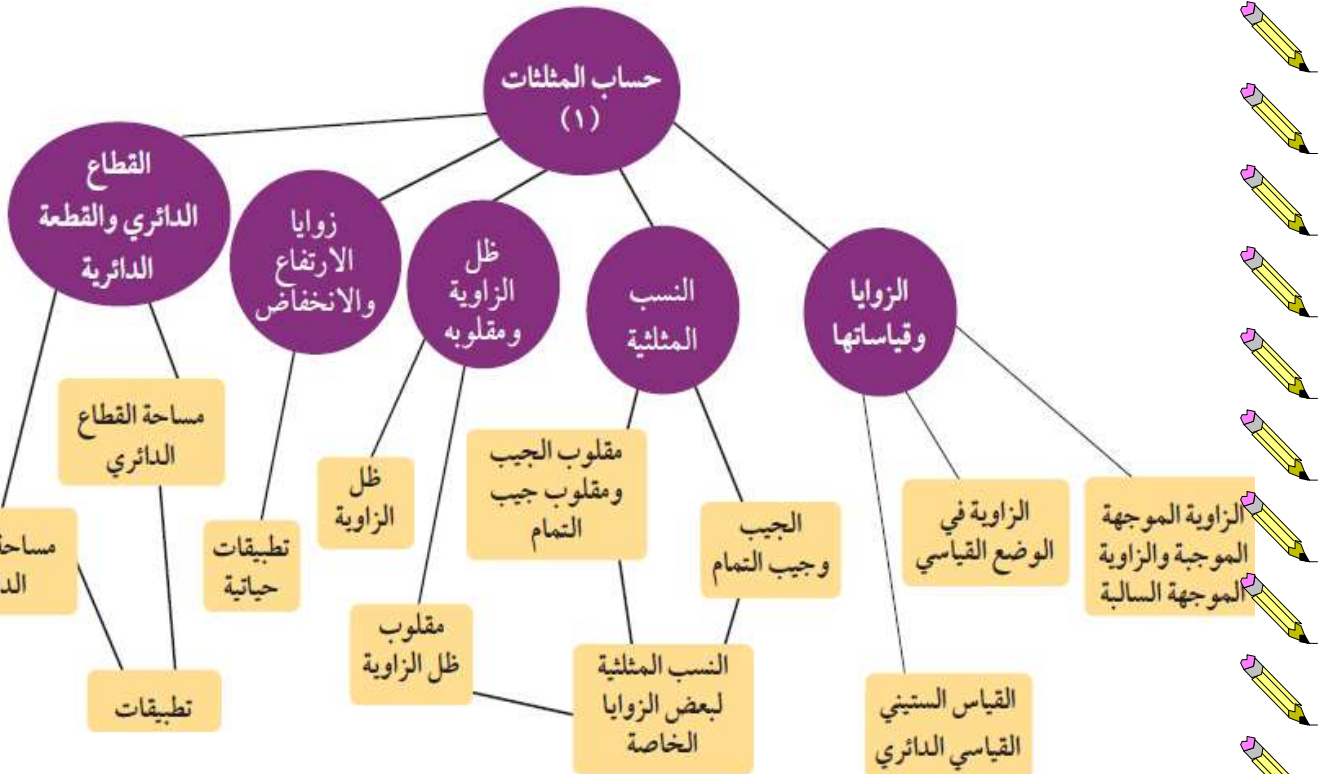 حساب المثلثات
(١)
الزوايا
وقياساتها
النسب
المثلثية
ظل
الزاوية
ومقلوبه
زوايا
الارتفاع
والانخفاض
القطاع
الدائري والقطعة
الدائرية
الزاوية الموجهة
الموجبة والزاوية
الموجهة السالبة
الزاوية في
الوضع القياسي
القياس الستيني
القياسي الدائري
الجيب
وجيب التمام
مقلوب الجيب
ومقلوب جيب
التمام
النسب المثلثية
لبعض الزوايا
الخاصة
ظل
الزاوية
مقلوب
ظل الزاوية
تطبيقات
حياتية
مساحة القطاع
الدائري
تطبيقات